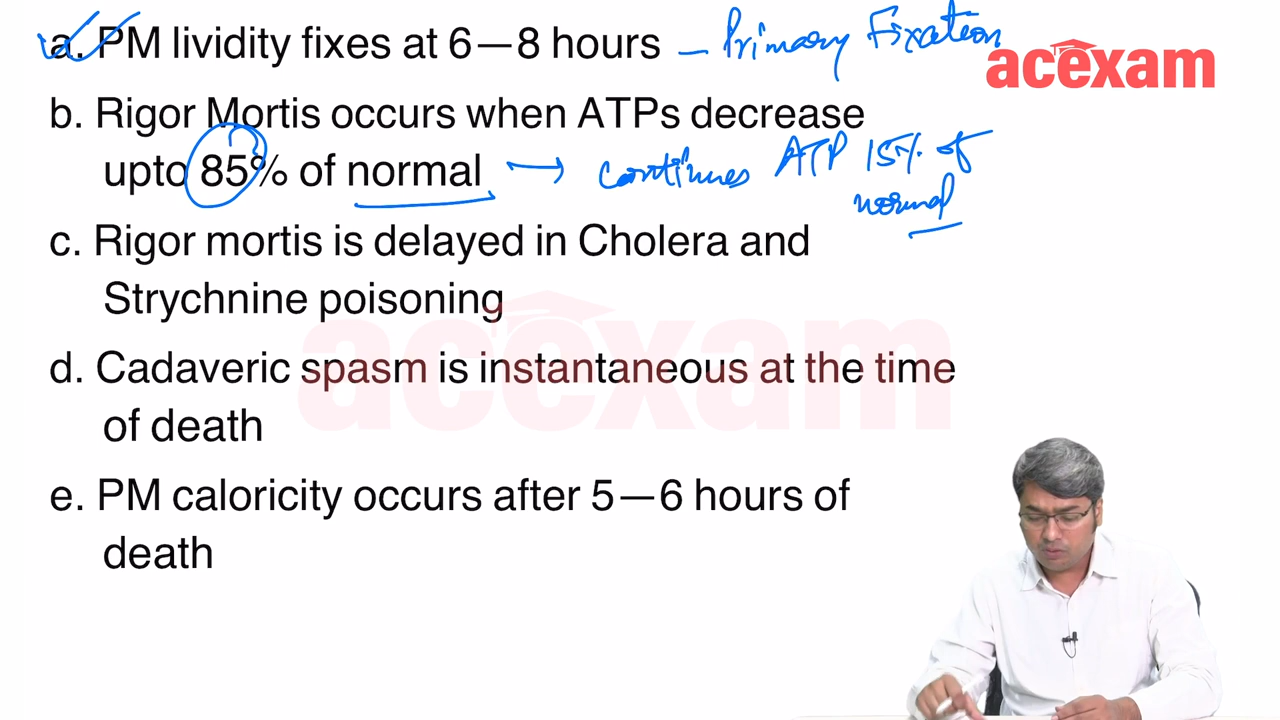 a. PM lividity fixes at 6—8 hours – Primary Fixation
acexam
b. Rigor Mortis occurs when ATPs decrease
upto 85% of normal → continues ATP 15% of
normal
c. Rigor mortis is delayed in Cholera and
Strychnine poisoning
d. Cadaveric spasm is instantaneous at the time
of death
acexam
e. PM caloricity occurs after 5—6 hours of
death